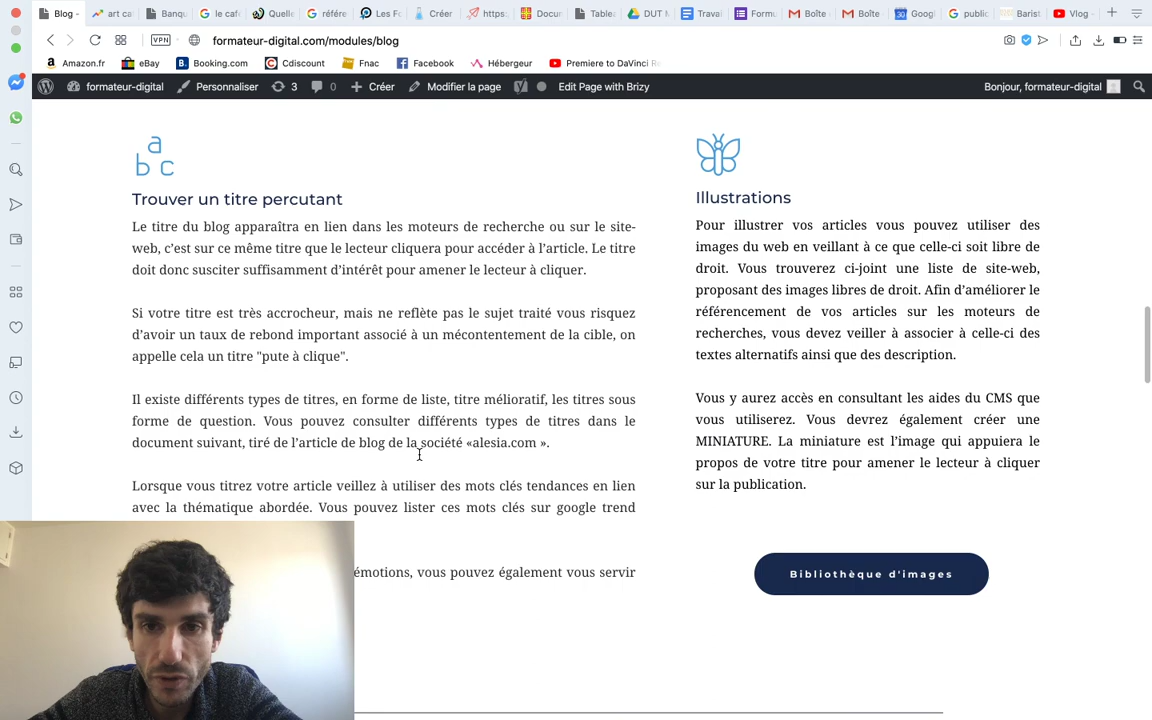 Blog -
art ca
Banqu
le café
Quelle
référe
Les Fo
Créer
https:
Docum
Tablea
DUT M
Travai
Formu
Boîte
Boîte
Googl
public
Barist
Vlog -
VPN
formateur-digital.com/modules/blog
Amazon.fr
eBay
Booking.com
Cdiscount
Fnac
Facebook
Hébergeur
Premiere to DaVinci Re
formateur-digital
Personnaliser
3
0
Créer
Modifier la page
Edit Page with Brizy
Bonjour, formateur-digital
a
b c
Trouver un titre percutant
Le titre du blog apparaîtra en lien dans les moteurs de recherche ou sur le site-
web, c’est sur ce même titre que le lecteur cliquera pour accéder à l’article. Le titre
doit donc susciter suffisamment d’intérêt pour amener le lecteur à cliquer.
Si votre titre est très accrocheur, mais ne reflète pas le sujet traité vous risquez
d’avoir un taux de rebond important associé à un mécontentement de la cible, on
appelle cela un titre "pute à clique".
Il existe différents types de titres, en forme de liste, titre mélioratif, les titres sous
forme de question. Vous pouvez consulter différents types de titres dans le
document suivant, tiré de l’article de blog de la société «alesia.com ».
Lorsque vous titrez votre article veillez à utiliser des mots clés tendances en lien
avec la thématique abordée. Vous pouvez lister ces mots clés sur google trend
émotions, vous pouvez également vous servir
Illustrations
Pour illustrer vos articles vous pouvez utiliser des
images du web en veillant à ce que celle-ci soit libre de
droit. Vous trouverez ci-joint une liste de site-web,
proposant des images libres de droit. Afin d’améliorer le
référencement de vos articles sur les moteurs de
recherches, vous devez veiller à associer à celle-ci des
textes alternatifs ainsi que des description.
Vous y aurez accès en consultant les aides du CMS que
vous utiliserez. Vous devrez également créer une
MINIATURE. La miniature est l’image qui appuiera le
propos de votre titre pour amener le lecteur à cliquer
sur la publication.
Bibliothèque d'images